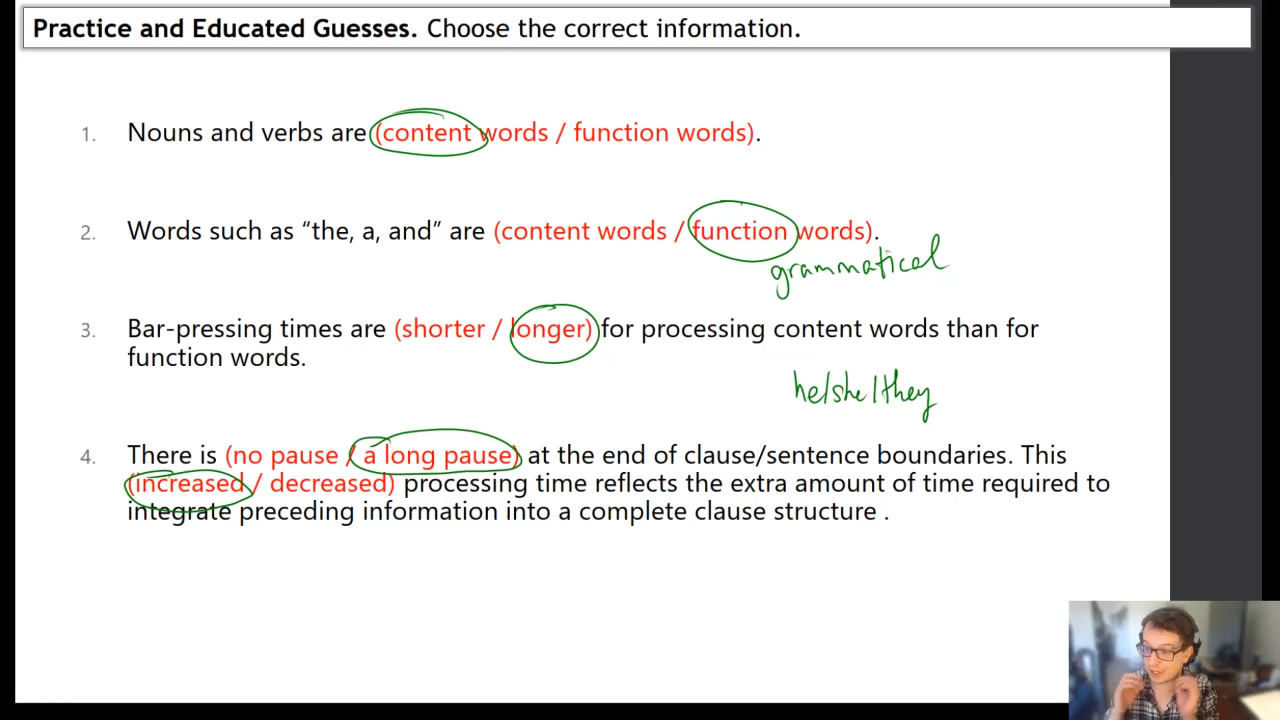 Practice and Educated Guesses. Choose the correct information.
1. Nouns and verbs are (content words / function words).
2. Words such as “the, a, and” are (content words / function words).
grammatical
3. Bar-pressing times are (shorter / longer) for processing content words than for
function words.
he/she/they
4. There is (no pause / a long pause) at the end of clause/sentence boundaries. This
(increased / decreased) processing time reflects the extra amount of time required to
integrate preceding information into a complete clause structure .